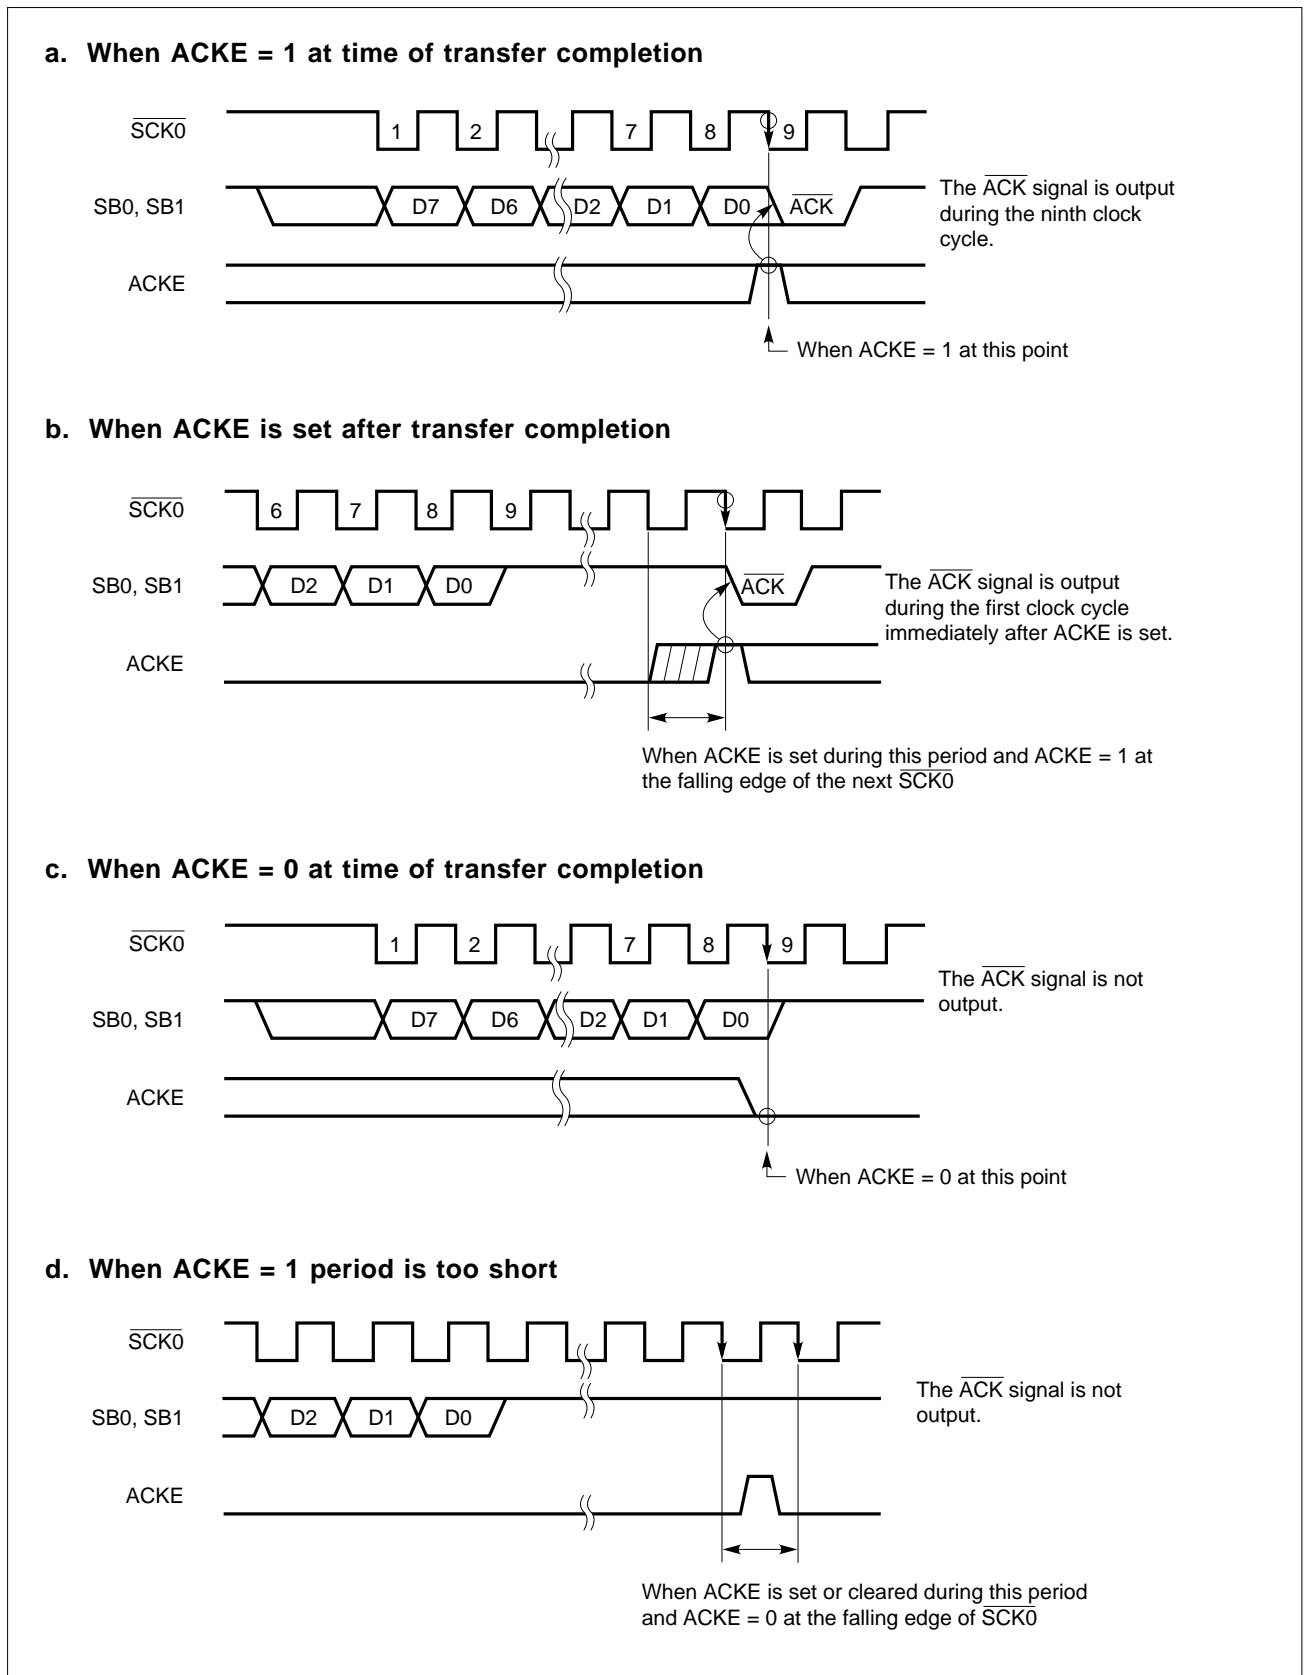 a. When ACKE = 1 at time of transfer completion
SCK0
1 2 7 8 9
SB0, SB1
D7 D6 D2 D1 D0 ACK
The ACK signal is output
during the ninth clock
cycle.
ACKE
When ACKE = 1 at this point
b. When ACKE is set after transfer completion
SCK0
6 7 8 9
SB0, SB1
D2 D1 D0 ACK
The ACK signal is output
during the first clock cycle
immediately after ACKE is set.
ACKE
When ACKE is set during this period and ACKE = 1 at
the falling edge of the next SCK0
c. When ACKE = 0 at time of transfer completion
SCK0
1 2 7 8 9
The ACK signal is not
output.
SB0, SB1
D7 D6 D2 D1 D0
ACKE
When ACKE = 0 at this point
d. When ACKE = 1 period is too short
SCK0
The ACK signal is not
output.
SB0, SB1
D2 D1 D0
ACKE
When ACKE is set or cleared during this period
and ACKE = 0 at the falling edge of SCK0